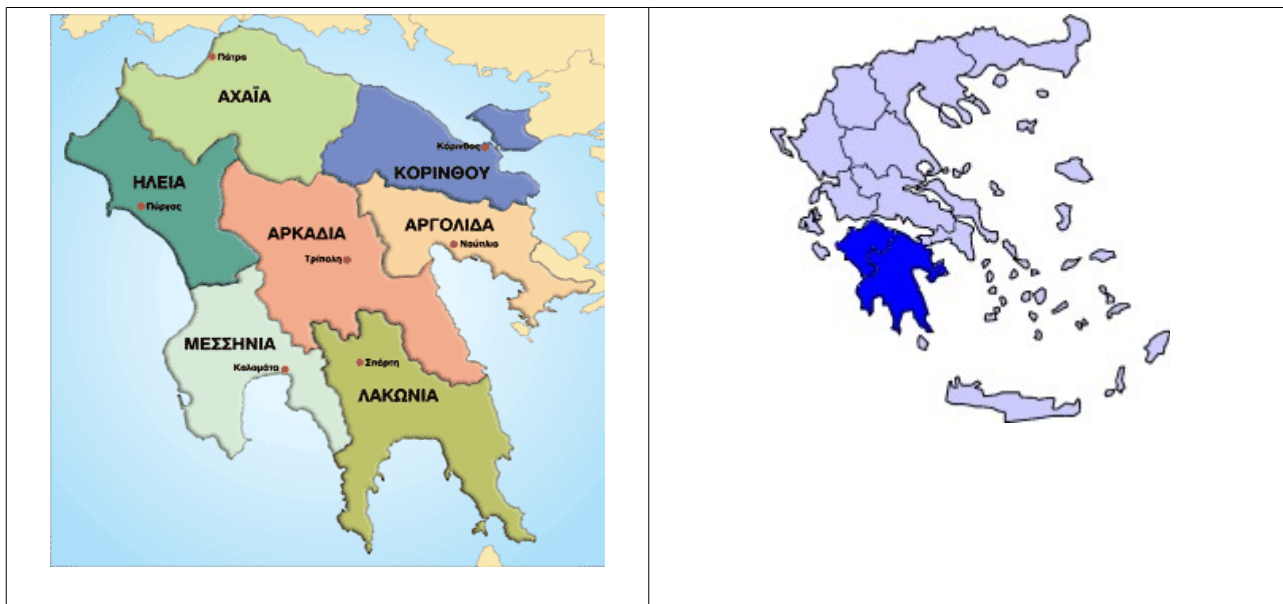 Πάτρα
ΑΧΑΪΑ
Κόρινθος
ΚΟΡΙΝΘΟΥ
ΗΛΕΙΑ
Πύργος
ΑΡΓΟΛΙΔΑ
ΑΡΚΑΔΙΑ
Ναύπλιο
Τρίπολη
ΜΕΣΣΗΝΙΑ
Καλαμάτα
Σπάρτη
ΛΑΚΩΝΙΑ